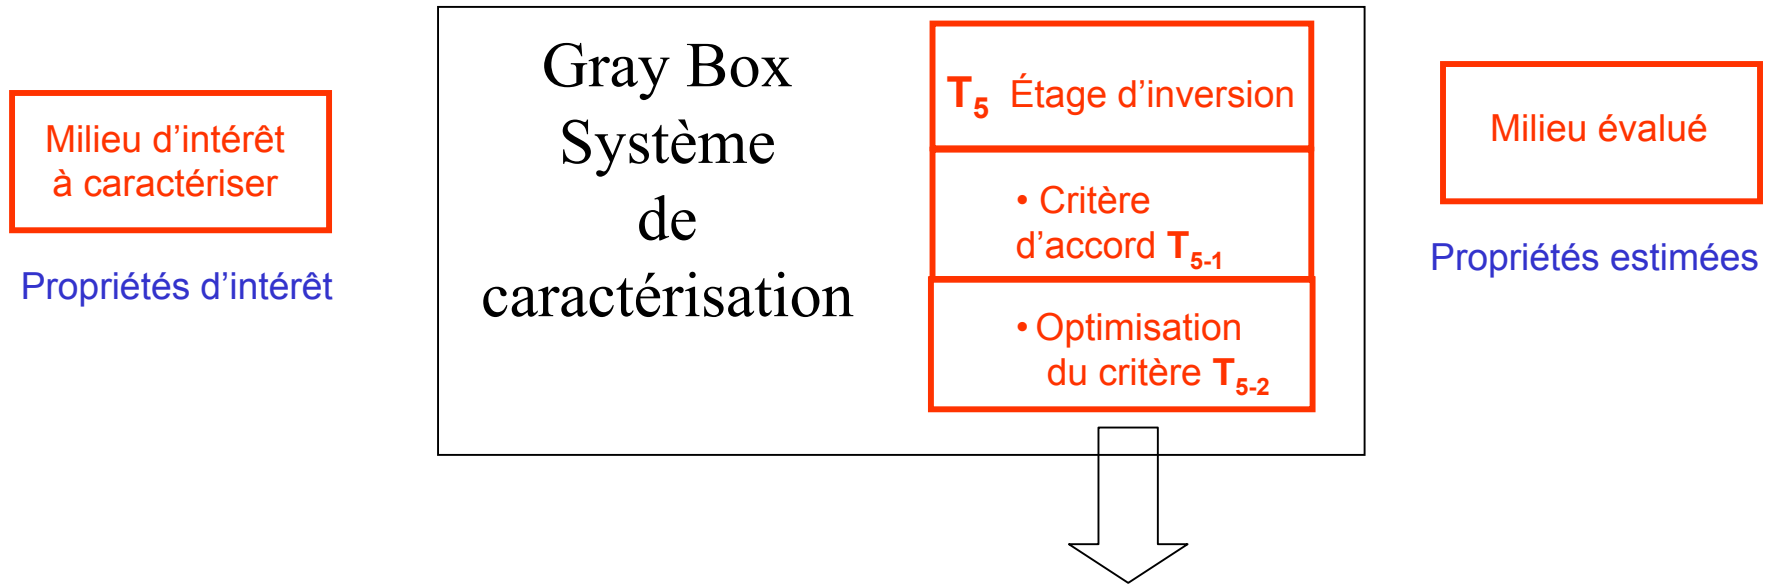 Milieu d’intérêt
à caractériser
Propriétés d’intérêt
Gray Box
Système
de
caractérisation
T5 Étage d’inversion
• Critère
d’accord T5-1
• Optimisation
du critère T5-2
Milieu évalué
Propriétés estimées